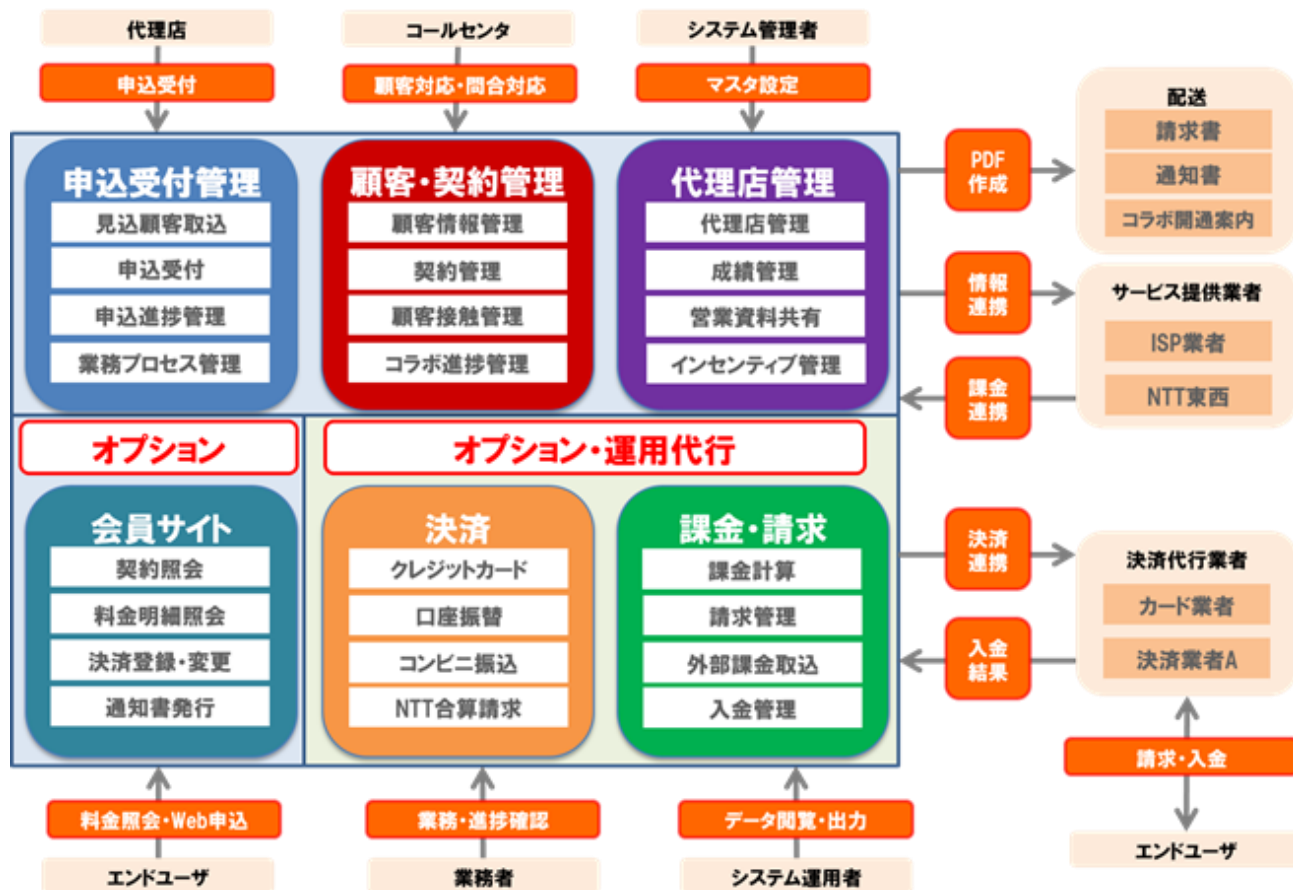 代理店
コールセンタ
システム管理者
申込受付
顧客対応・問合対応
マスタ設定
申込受付管理
見込顧客取込
申込受付
申込進捗管理
業務プロセス管理
顧客・契約管理
顧客情報管理
契約管理
顧客接触管理
コラボ進捗管理
代理店管理
代理店管理
成績管理
営業資料共有
インセンティブ管理
PDF
作成
配送
請求書
通知書
コラボ開通案内
情報
連携
課金
連携
サービス提供業者
ISP業者
NTT東西
オプション
オプション・運用代行
会員サイト
契約照会
料金明細照会
決済登録・変更
通知書発行
決済
クレジットカード
口座振替
コンビニ振込
NTT合算請求
課金・請求
課金計算
請求管理
外部課金取込
入金管理
決済
連携
入金
結果
決済代行業者
カード業者
決済業者A
請求・入金
エンドユーザ
料金照会・Web申込
業務・進捗確認
データ閲覧・出力
エンドユーザ
業務者
システム運用者